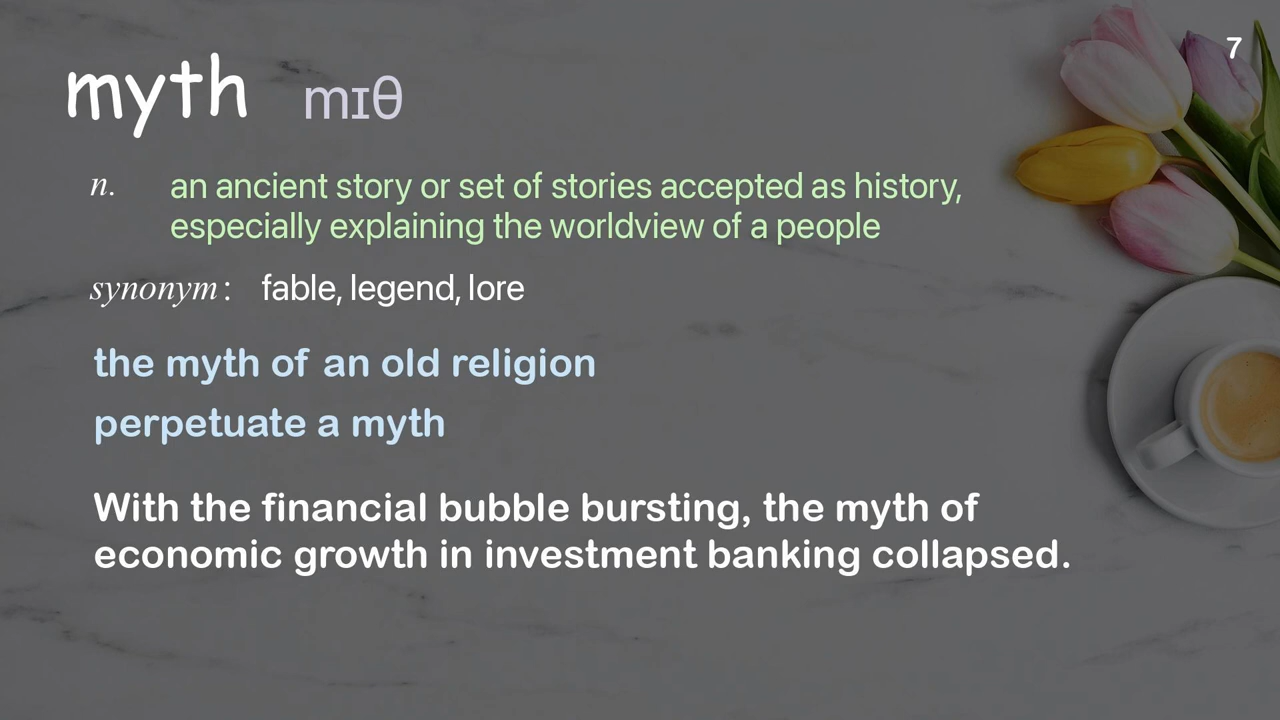 7
myth mɪθ
n. an ancient story or set of stories accepted as history,
especially explaining the worldview of a people
synonym: fable, legend, lore
the myth of an old religion
perpetuate a myth
With the financial bubble bursting, the myth of
economic growth in investment banking collapsed.